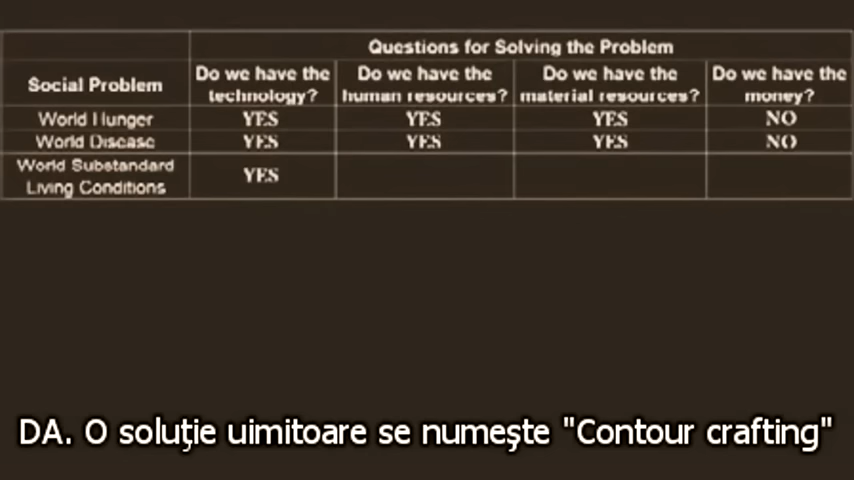 Questions for Solving the Problem
Social Problem
Do we have the
technology?
Do we have the
human resources?
Do we have the
material resources?
Do we have the
money?
World Hunger YES YES YES NO
World Disease YES YES YES NO
World Substandard
Living Conditions
YES
DA. O soluţie uimitoare se numeşte "Contour crafting"